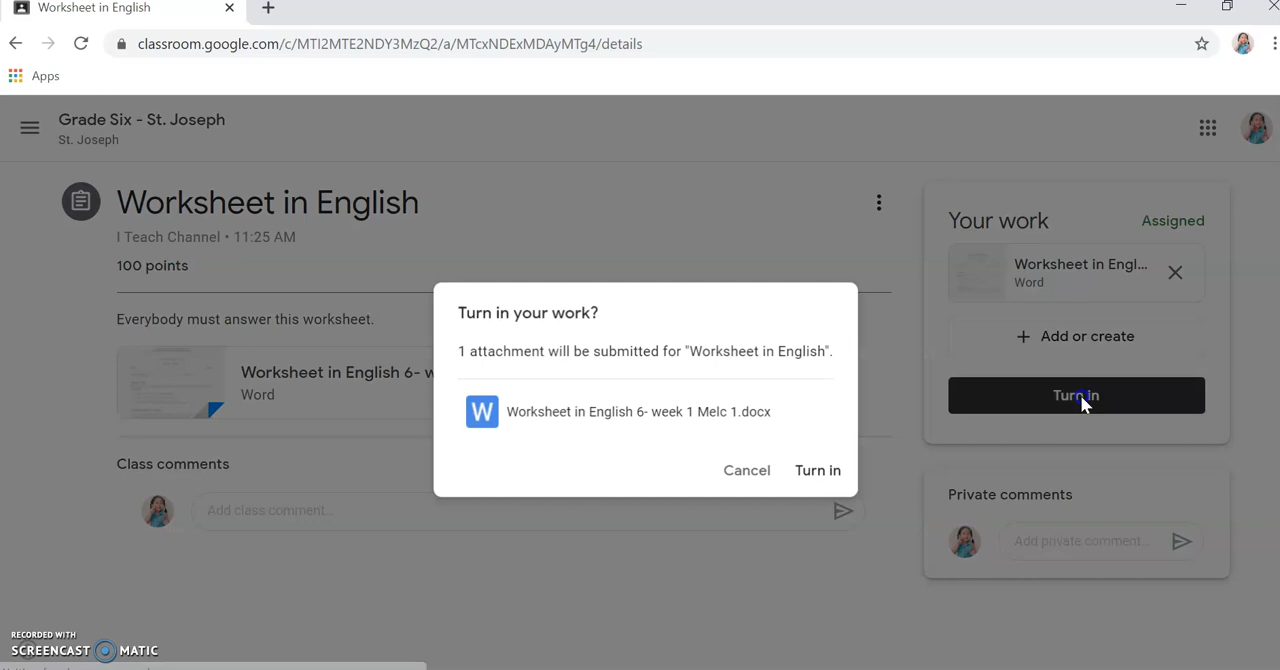 Worksheet in English
classroom.google.com/c/MTI2MTE2NDY3MzQ2/a/MTcxNDExMDAyMTg4/details
Apps
Grade Six - St. Joseph
St. Joseph
Worksheet in English
I Teach Channel • 11:25 AM
100 points
Everybody must answer this worksheet.
Worksheet in English 6- w
Word
Class comments
Add class comment...
Turn in your work?
1 attachment will be submitted for "Worksheet in English".
W
Worksheet in English 6- week 1 Melc 1.docx
Cancel
Turn in
Your work
Assigned
Worksheet in Engl...
Word
+ Add or create
Turn in
Private comments
Add private comment...
RECORDED WITH
SCREENCAST MATIC